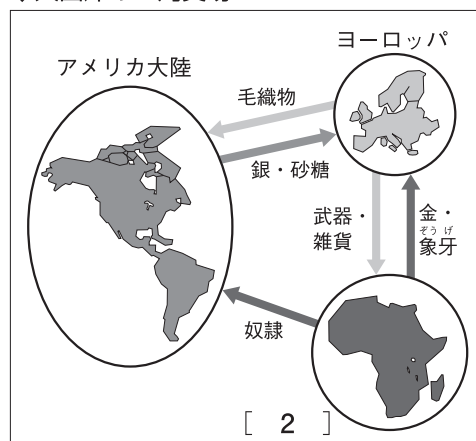 ヨーロッパ
アメリカ大陸
毛織物
銀・砂糖
武器・
雑貨
金・
ぞうげ
象牙
奴隷
[ 2 ]